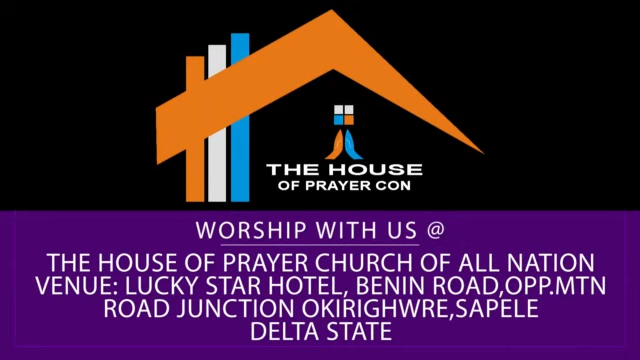 THE HOUSE
OF PRAYER CON
WORSHIP WITH US @
THE HOUSE OF PRAYER CHURCH OF ALL NATION
VENUE: LUCKY STAR HOTEL, BENIN ROAD,OPP.MTN
ROAD JUNCTION OKIRIGHWRE,SAPELE
DELTA STATE